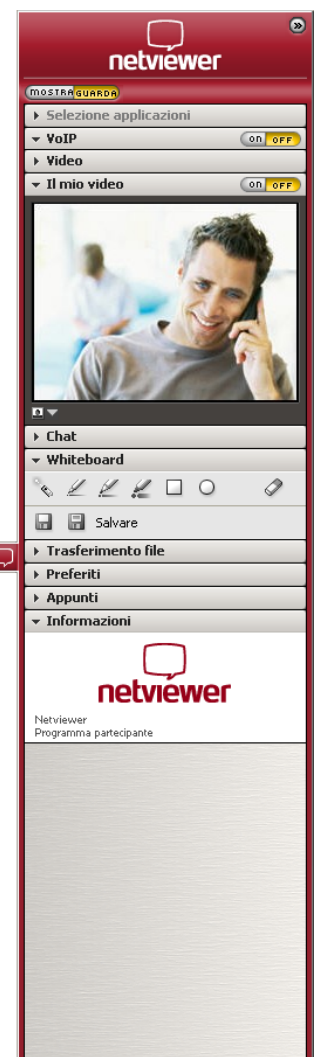 netviewer
MOSTRA GUARDA
Selezione applicazioni
VoIP on OFF
Video
Il mio video on OFF
Chat
Whiteboard
Salvare
Trasferimento file
Preferiti
Appunti
Informazioni
netviewer
Netviewer
Programma partecipante